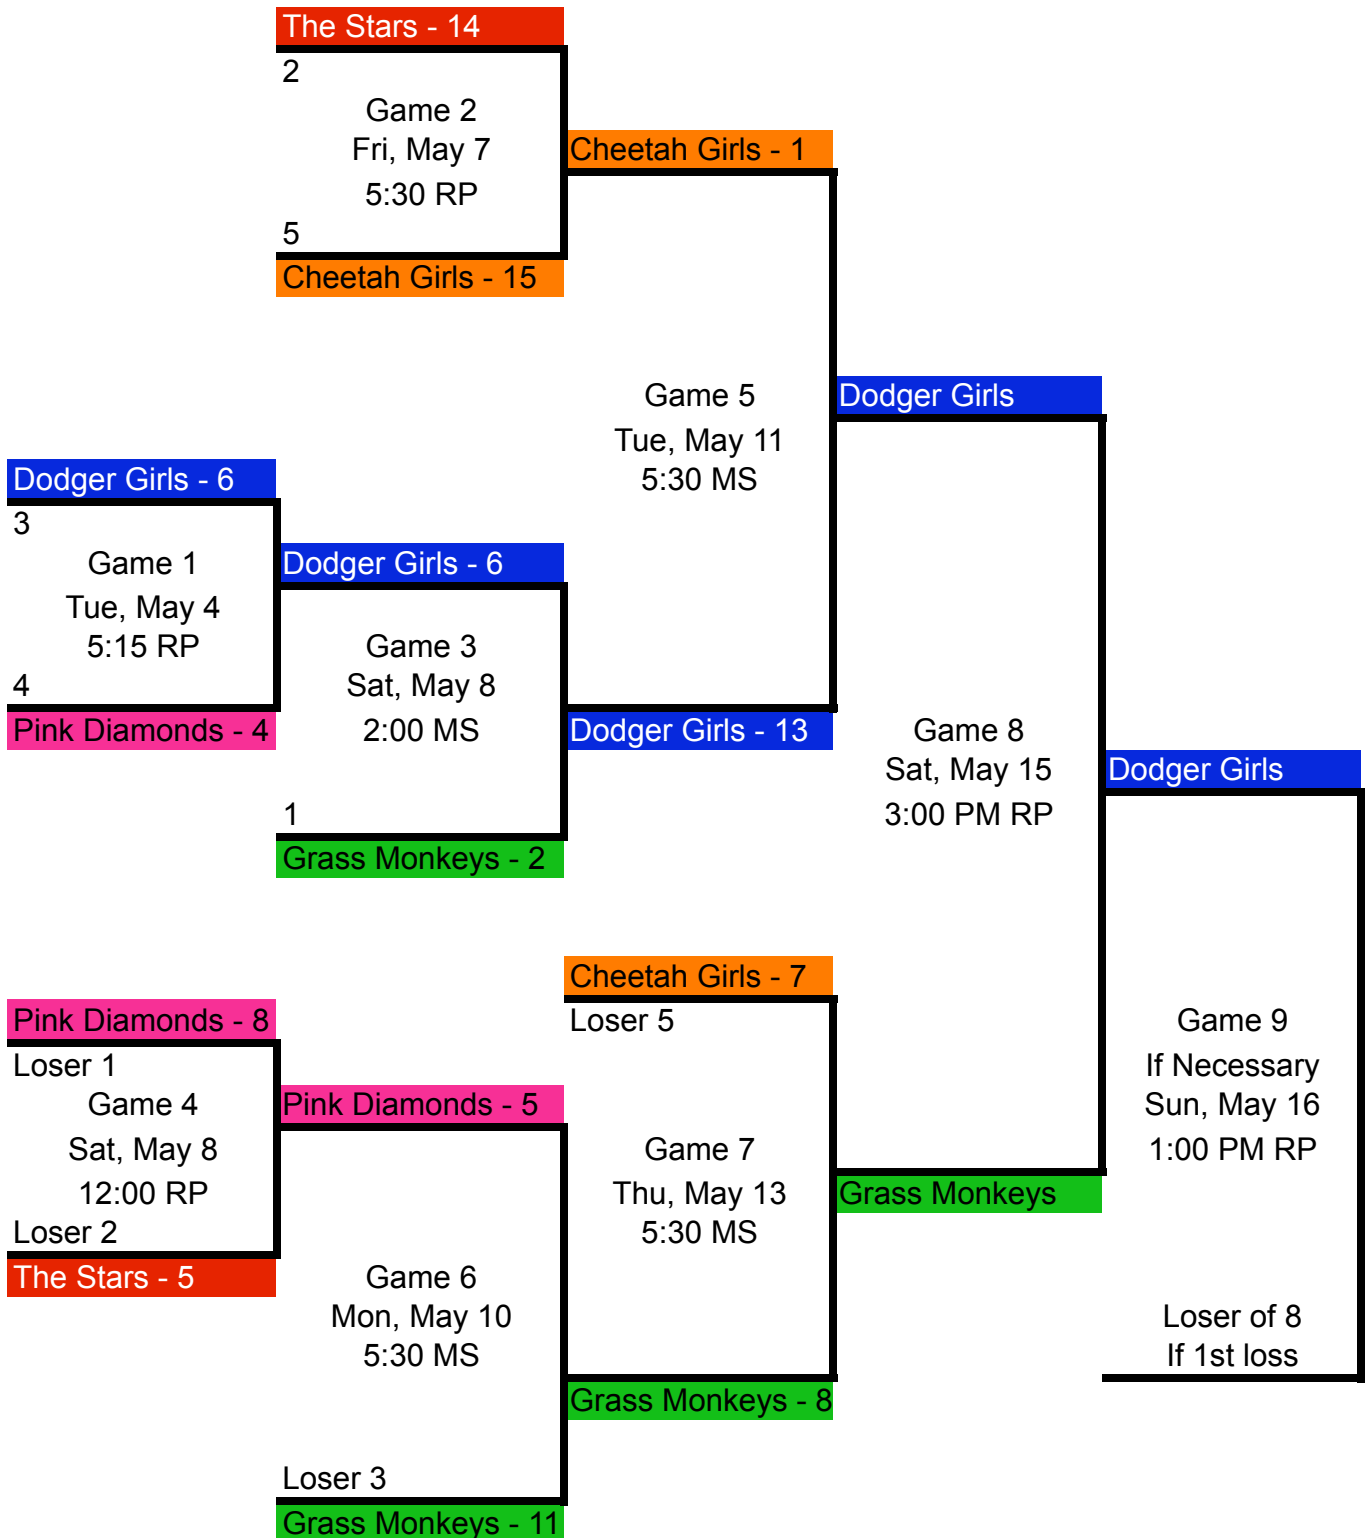 The Stars - 14
2
Game 2
Fri, May 7
5:30 RP
5
Cheetah Girls - 15
Cheetah Girls - 1
Game 5
Tue, May 11
5:30 MS
Dodger Girls
Dodger Girls - 6
3
Game 1
Tue, May 4
5:15 RP
4
Pink Diamonds - 4
Dodger Girls - 6
Game 3
Sat, May 8
2:00 MS
1
Grass Monkeys - 2
Dodger Girls - 13
Game 8
Sat, May 15
3:00 PM RP
Dodger Girls
Cheetah Girls - 7
Loser 5
Pink Diamonds - 8
Loser 1
Game 4
Sat, May 8
12:00 RP
Loser 2
The Stars - 5
Pink Diamonds - 5
Game 6
Mon, May 10
5:30 MS
Loser 3
Grass Monkeys - 11
Game 7
Thu, May 13
5:30 MS
Grass Monkeys - 8
Grass Monkeys
Game 9
If Necessary
Sun, May 16
1:00 PM RP
Loser of 8
If 1st loss